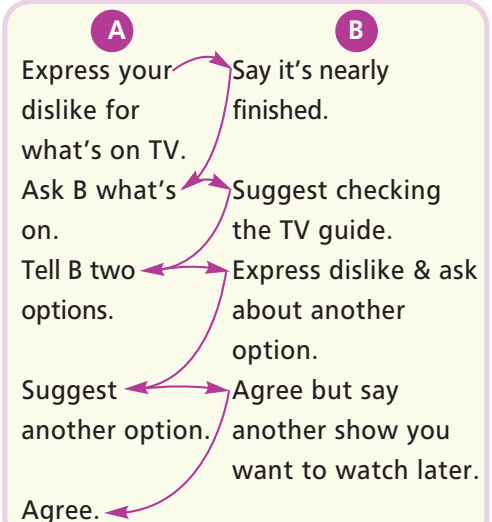 A
B
Express your
dislike for
what's on TV.
Say it's nearly
finished.
Ask B what's
on.
Suggest checking
the TV guide.
Tell B two
options.
Express dislike & ask
about another
option.
Suggest
another option.
Agree but say
another show you
want to watch later.
Agree.